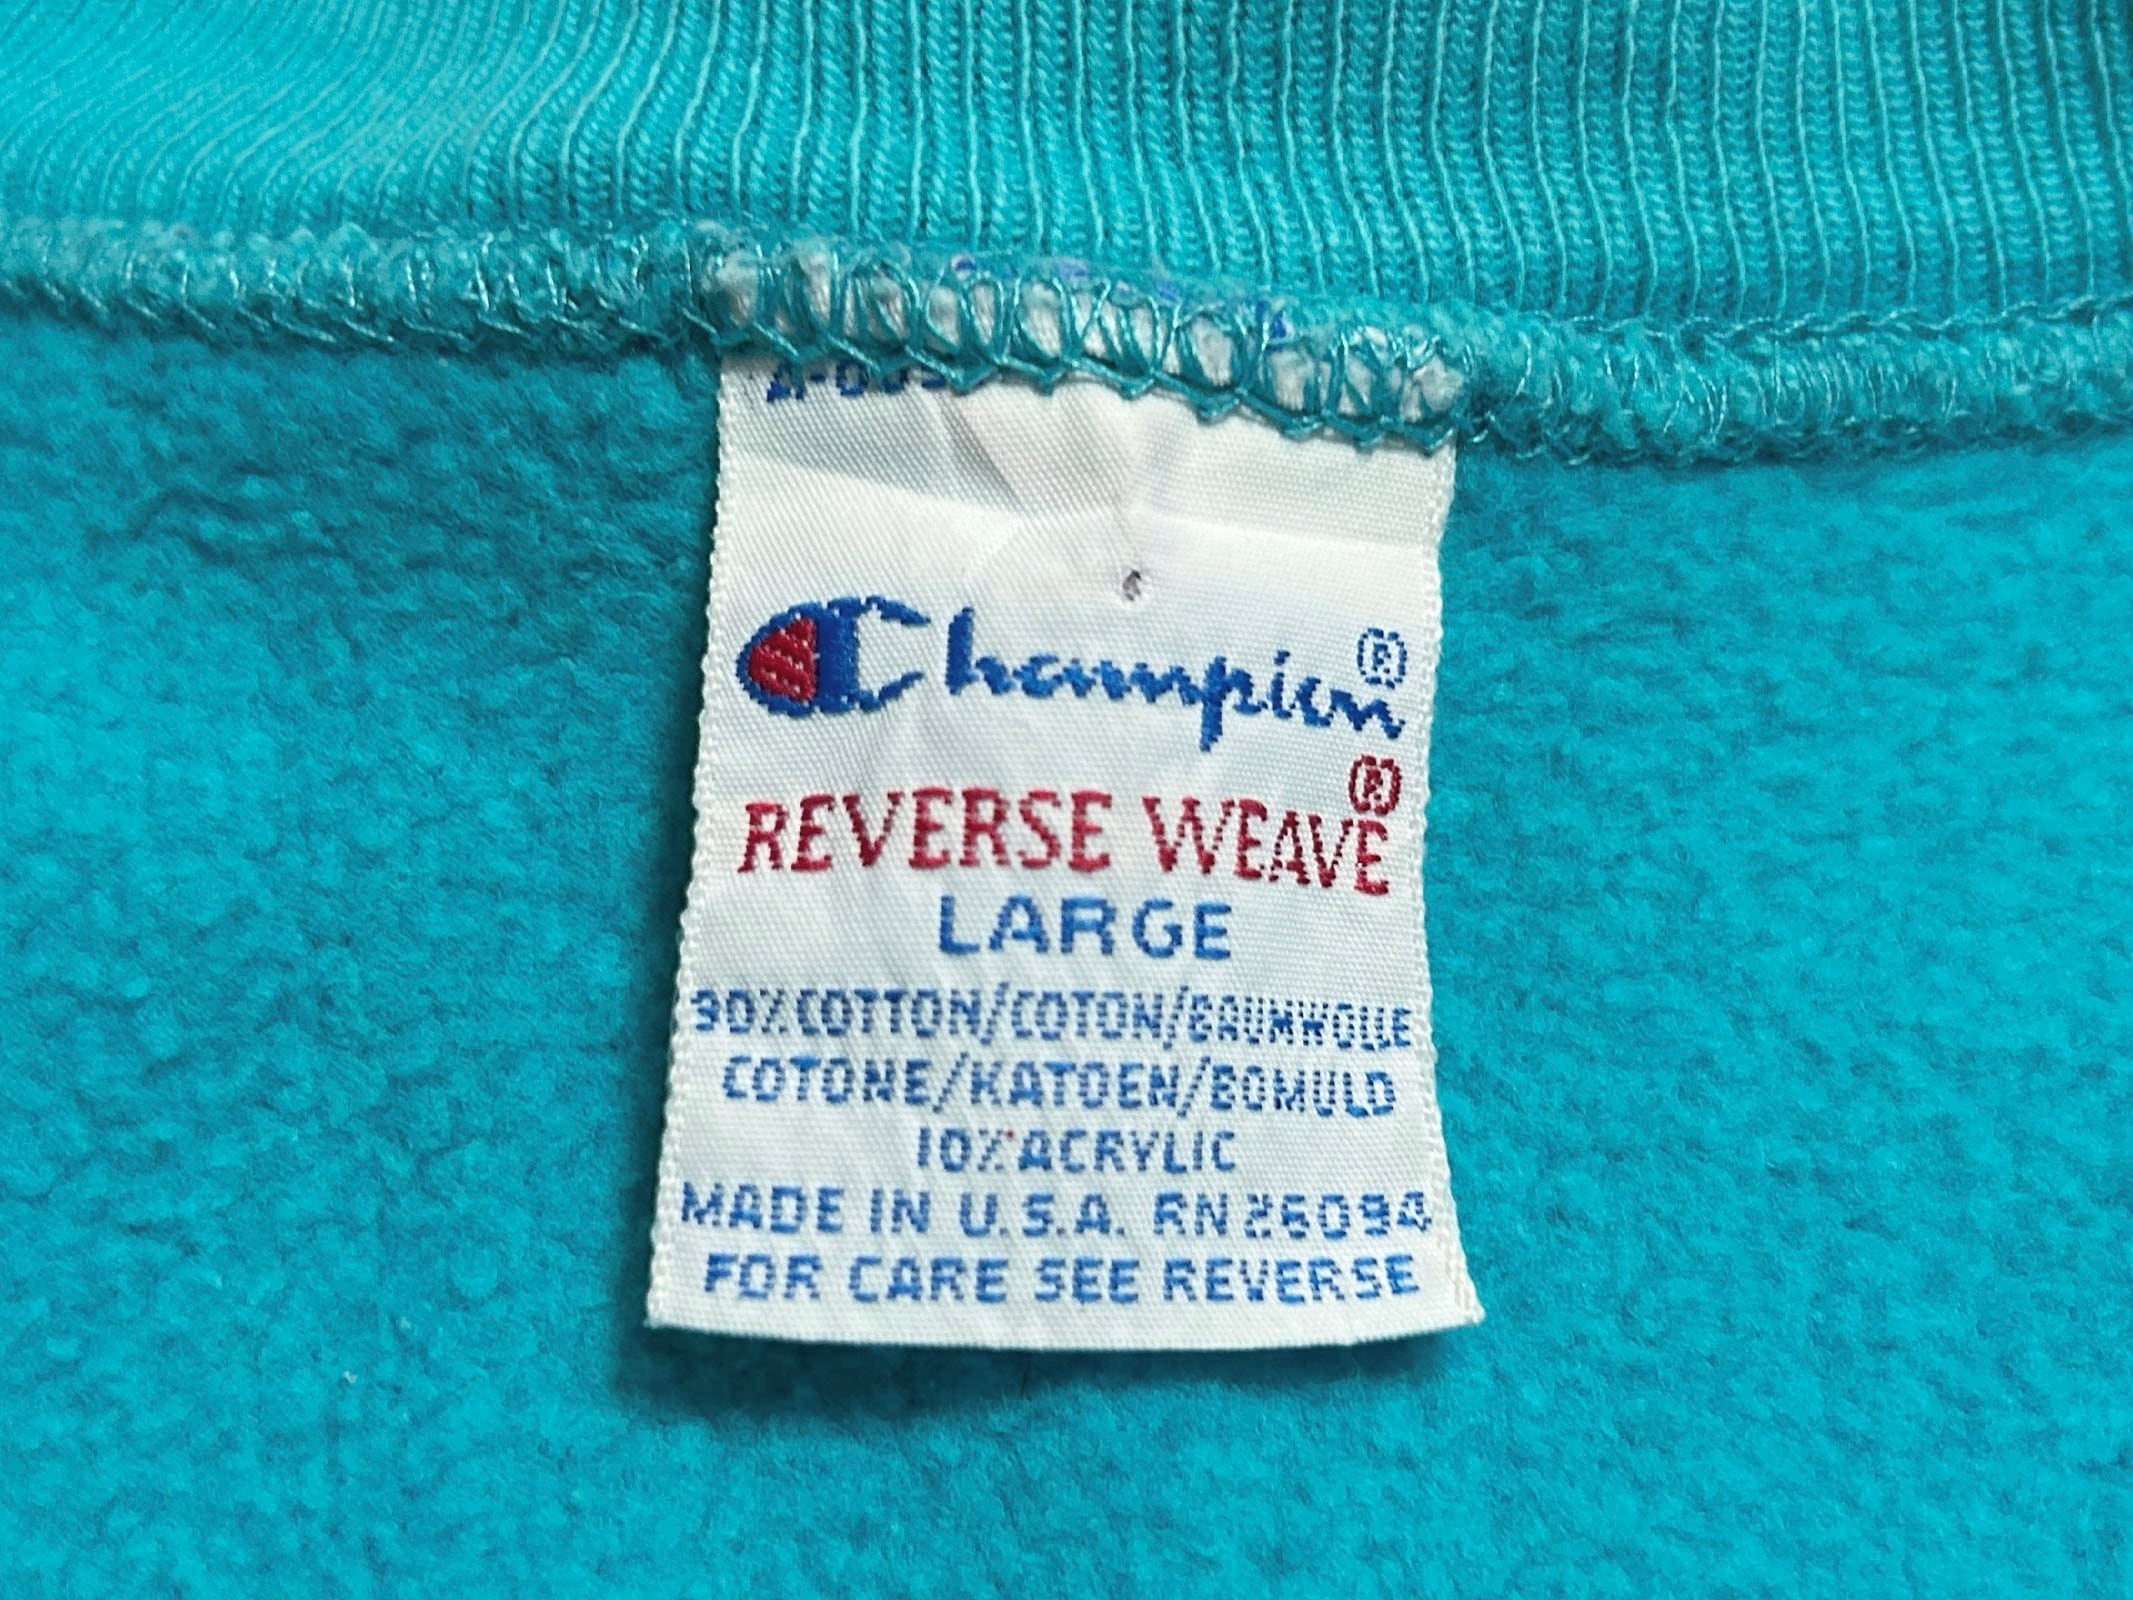 Champion®
REVERSE WEAVE®
LARGE
90% COTTON/COTON/BAUMWOLLE
COTONE/KATOEN/BOMULD
10% ACRYLIC
MADE IN U.S.A. RN 26094
FOR CARE SEE REVERSE